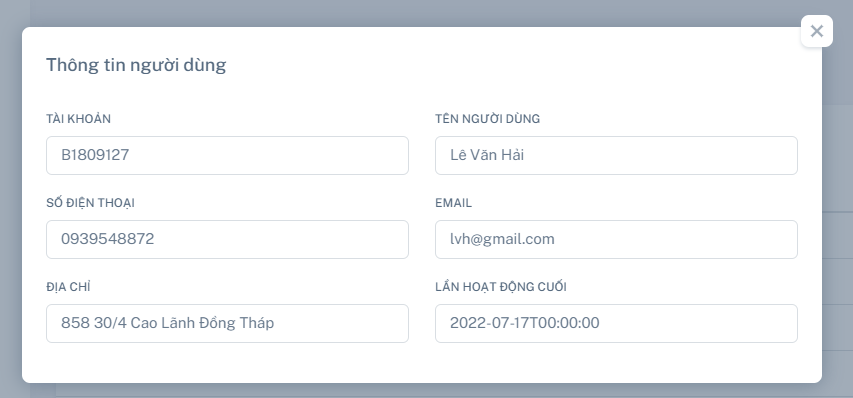 Thông tin người dùng
TÀI KHOẢN
TÊN NGƯỜI DÙNG
B1809127
Lê Văn Hải
SỐ ĐIỆN THOẠI
EMAIL
0939548872
lvh@gmail.com
ĐỊA CHỈ
LẦN HOẠT ĐỘNG CUỐI
858 30/4 Cao Lãnh Đồng Tháp
2022-07-17T00:00:00